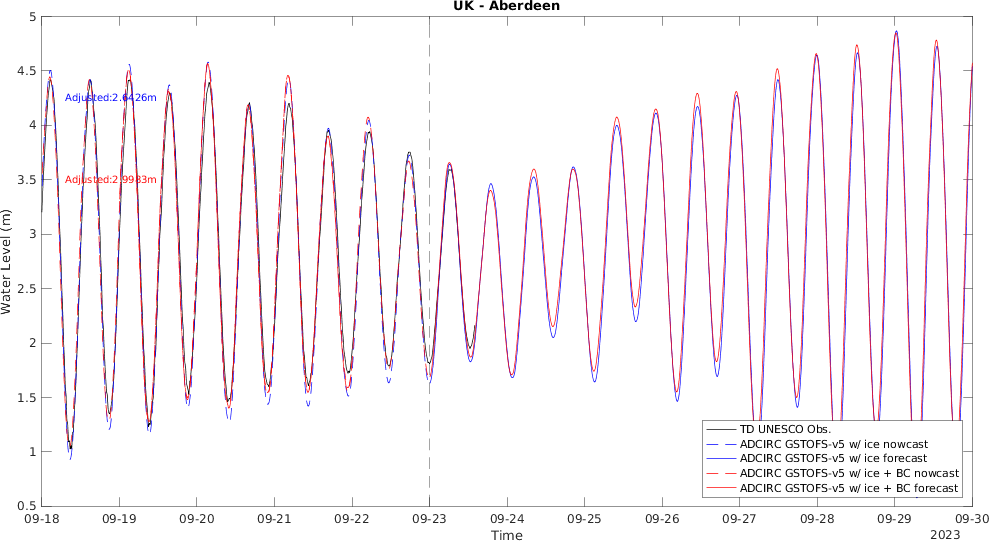 UK - Aberdeen
5
4.5
4
3.5
3
2.5
2
1.5
1
0.5
Water Level (m)
Adjusted:2.6426m
Adjusted:2.9983m
TD UNESCO Obs.
ADCIRC GSTOFS-v5 w/ ice nowcast
ADCIRC GSTOFS-v5 w/ ice forecast
ADCIRC GSTOFS-v5 w/ ice + BC nowcast
ADCIRC GSTOFS-v5 w/ ice + BC forecast
09-18 09-19 09-20 09-21 09-22 09-23 09-24 09-25 09-26 09-27 09-28 09-29 09-30
Time
2023